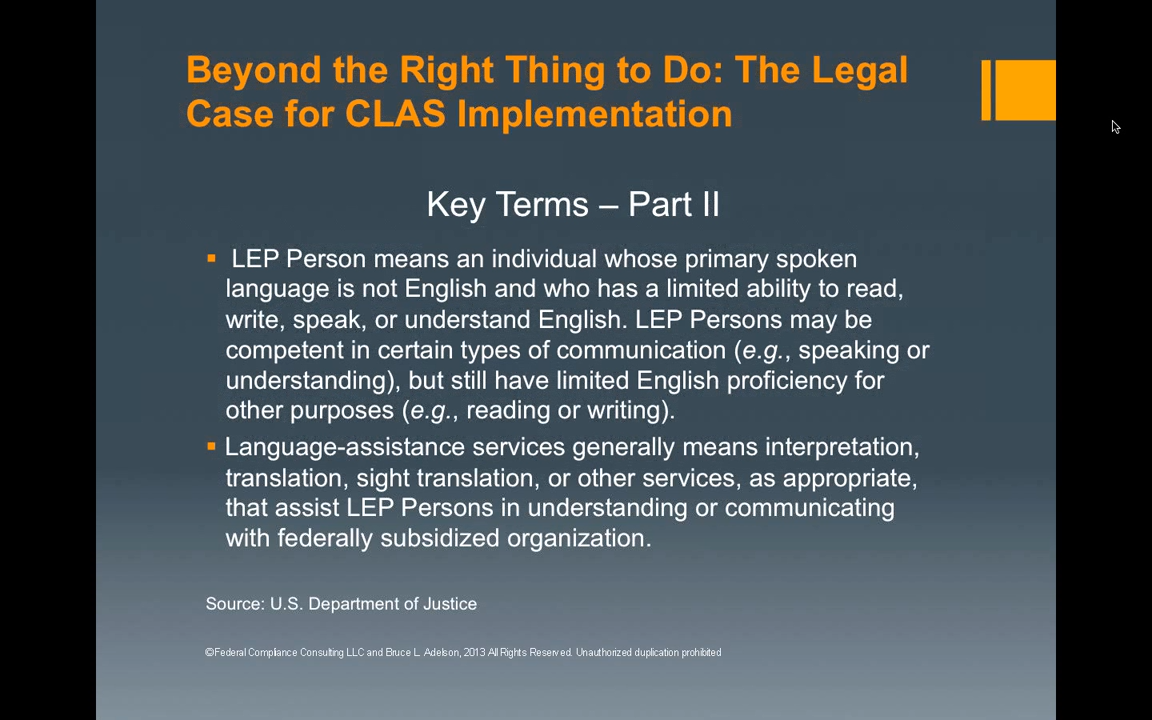 Beyond the Right Thing to Do: The Legal
Case for CLAS Implementation
Key Terms – Part II
▪ LEP Person means an individual whose primary spoken
language is not English and who has a limited ability to read,
write, speak, or understand English. LEP Persons may be
competent in certain types of communication (e.g., speaking or
understanding), but still have limited English proficiency for
other purposes (e.g., reading or writing).
▪ Language-assistance services generally means interpretation,
translation, sight translation, or other services, as appropriate,
that assist LEP Persons in understanding or communicating
with federally subsidized organization.
Source: U.S. Department of Justice
©Federal Compliance Consulting LLC and Bruce L. Adelson, 2013 All Rights Reserved. Unauthorized duplication prohibited